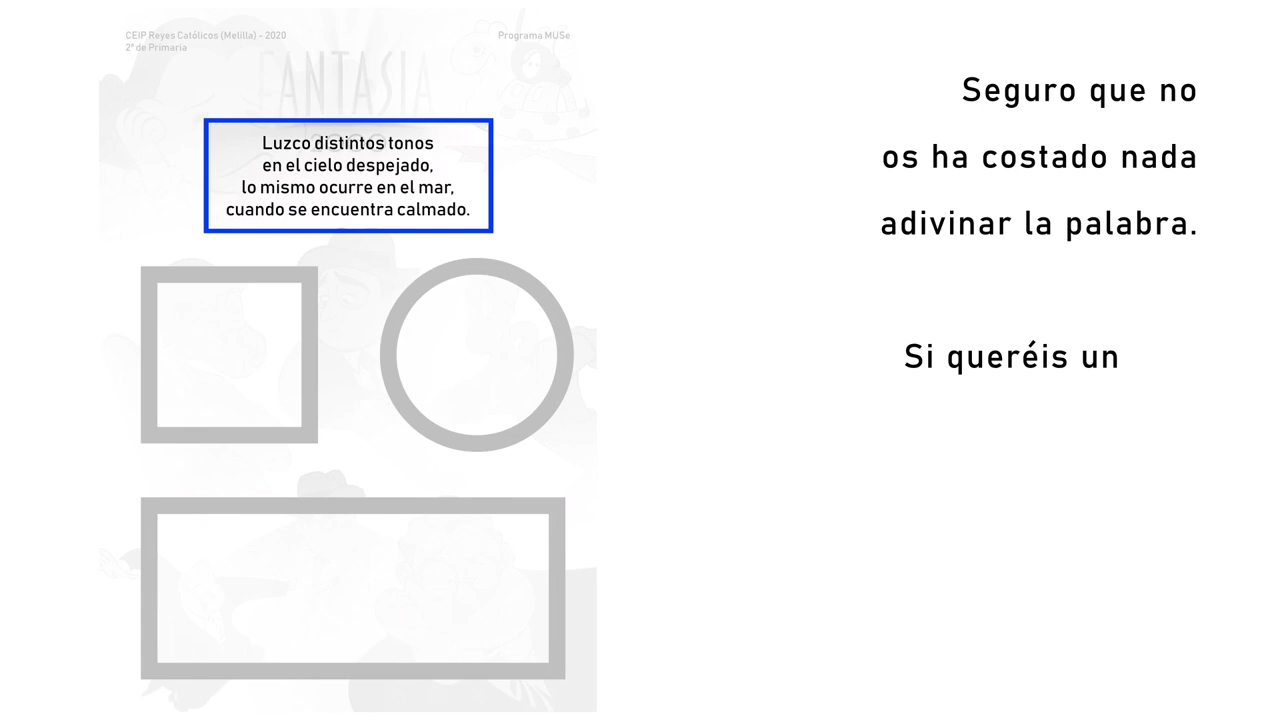 CEIP Reyes Católicos (Melilla) – 2020
2º de Primaria
Programa MUSe
FANTASIA
Luzco distintos tonos
en el cielo despejado,
lo mismo ocurre en el mar,
cuando se encuentra calmado.
Seguro que no
os ha costado nada
adivinar la palabra.
Si queréis un